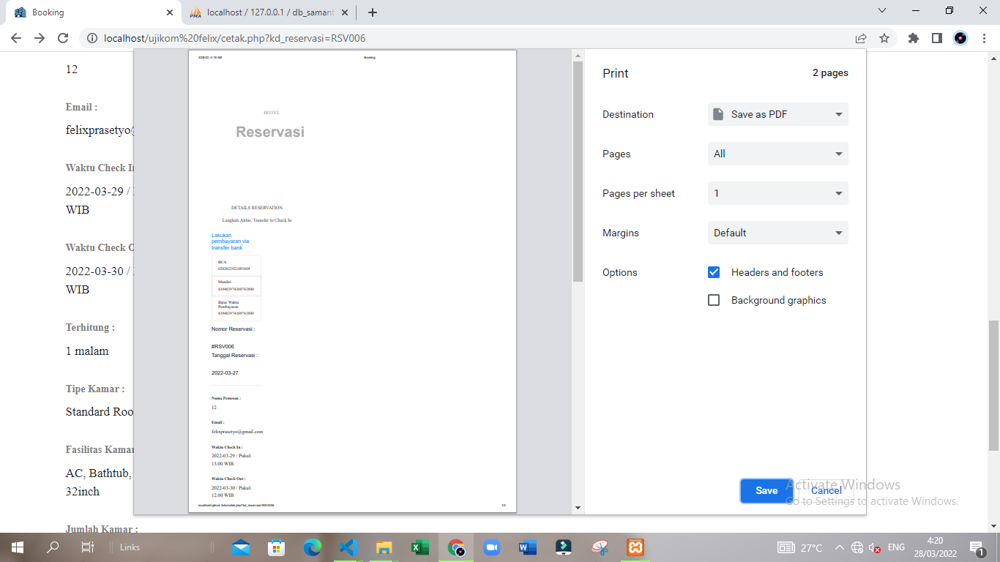 Booking
localhost / 127.0.0.1 / db_samant
localhost/ujikom%20felix/cetak.php?kd_reservasi=RSV006
12
Email :
felixprasetyo@
Waktu Check In
2022-03-29 /
WIB
Waktu Check O
2022-03-30 /
WIB
Terhitung :
1 malam
Tipe Kamar :
Standard Roo
Fasilitas Kamar
AC, Bathtub,
32inch
Jumlah Kamar :
3/28/22, 4:19 AM
Booking
HOTEL
Reservasi
DETAILS RESERVATION
Langkah Akhir, Transfer to Check In
Lakukan
pembayaran via
transfer bank
BCA
0202022921093404
Mandiri
839483974389743890
Batas Waktu
Pembayaran
839483974389743890
Nomor Reservasi :
#RSV006
Tanggal Reservasi :
2022-03-27
Nama Pemesan :
12
Email :
felixprasetyo@gmail.com
Waktu Check In :
2022-03-29 / Pukul:
13.00 WIB
Waktu Check Out :
2022-03-30 / Pukul:
12.00 WIB
localhost/ujikom felix/cetak.php?kd_reservasi=RSV006
1/2
Print
2 pages
Destination
Save as PDF
Pages
All
Pages per sheet
1
Margins
Default
Options
Headers and footers
Background graphics
Save
Cancel
Activate Windows
Go to Settings to activate Windows.
Links
27°C
ENG
4:20
28/03/2022
1